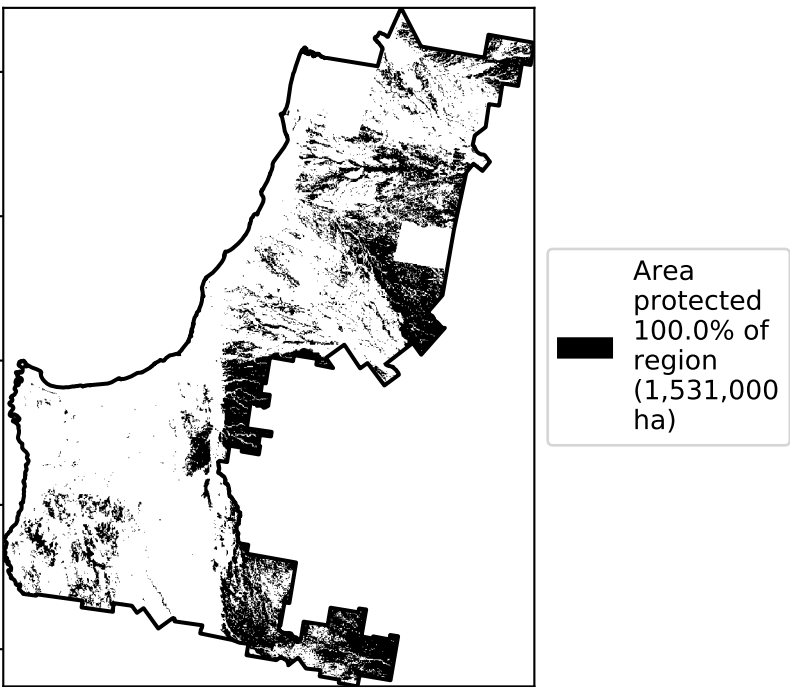 Area
protected
100.0% of
region
(1,531,000
ha)